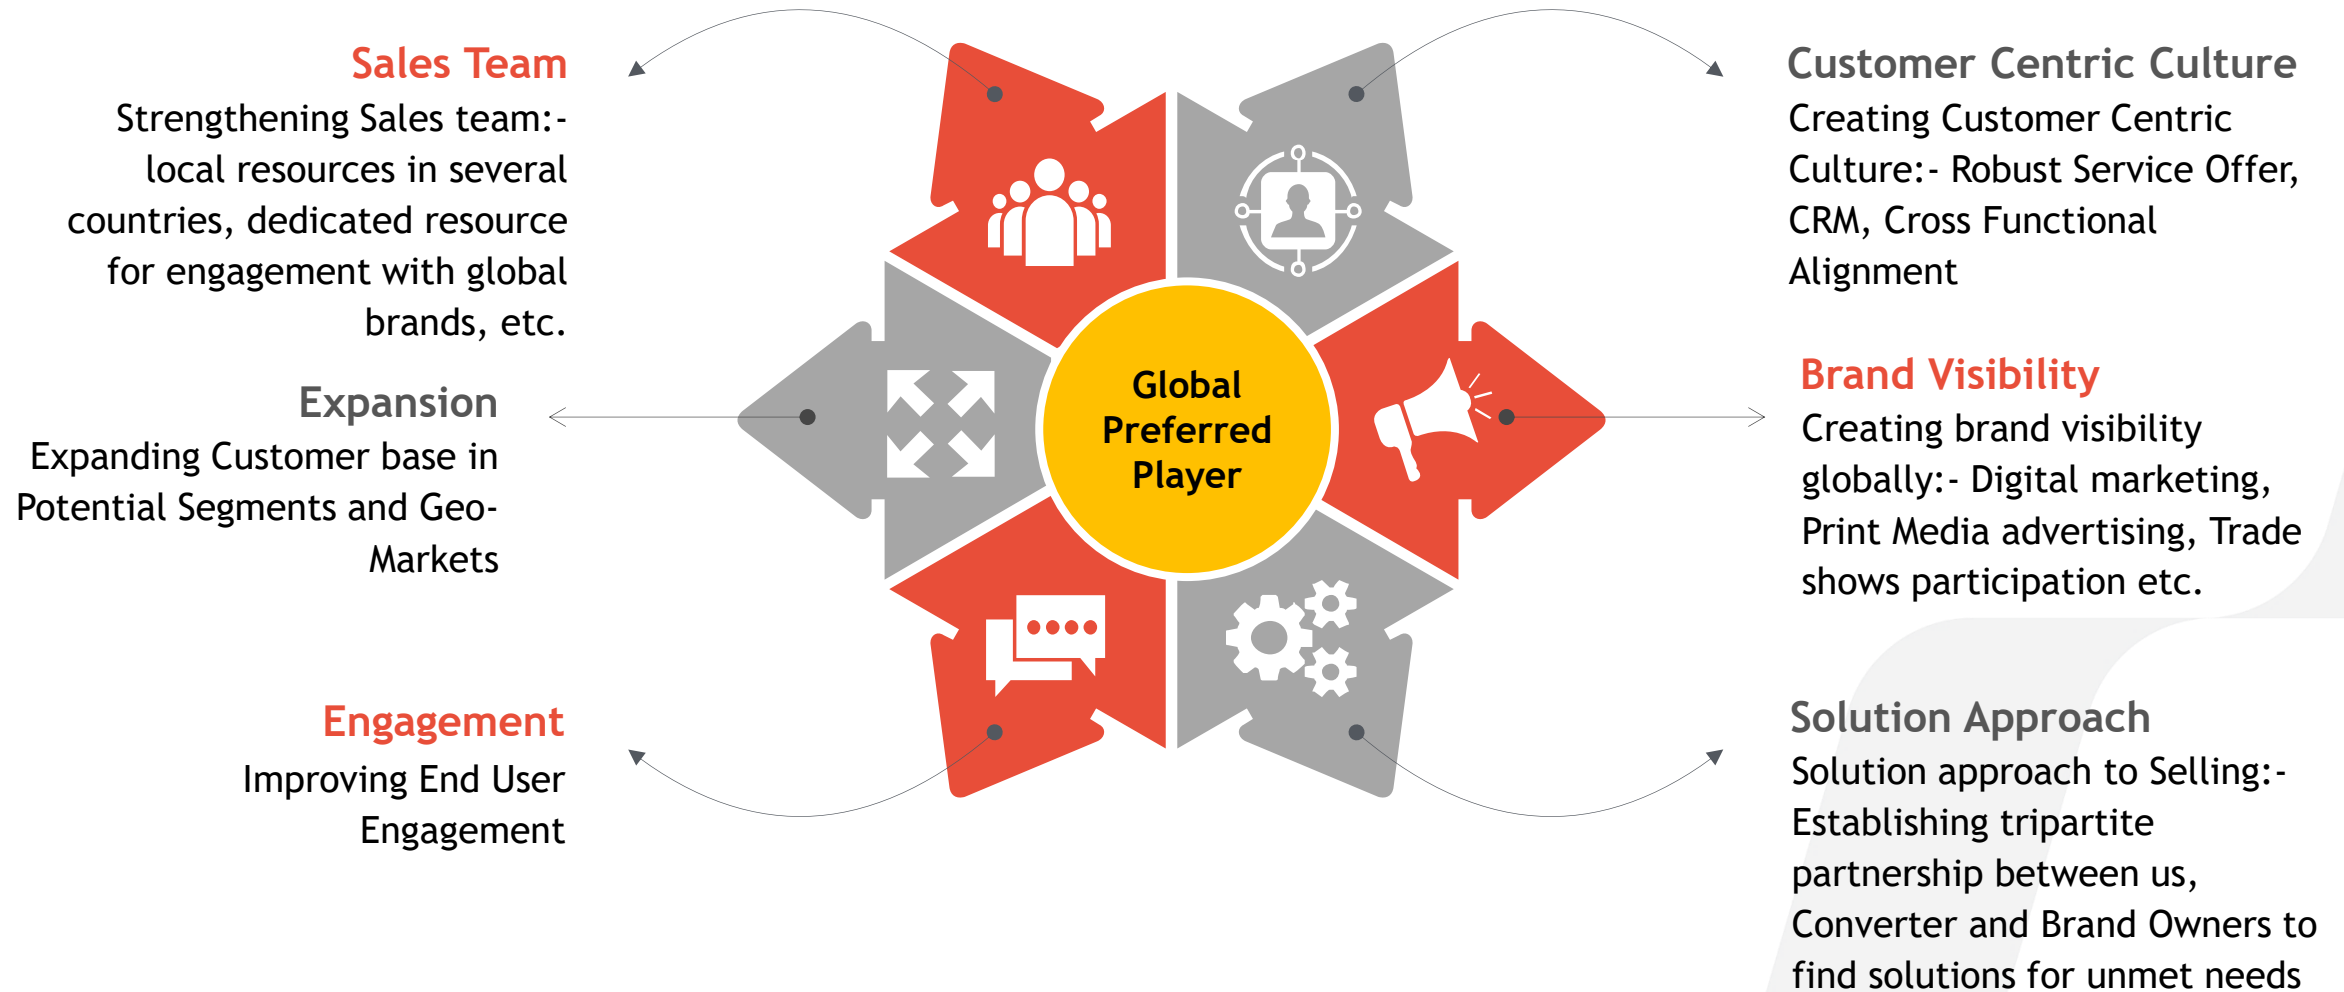 Sales Team
Strengthening Sales team:-
local resources in several
countries, dedicated resource
for engagement with global
brands, etc.
Expansion
Expanding Customer base in
Potential Segments and Geo-
Markets
Engagement
Improving End User
Engagement
Global
Preferred
Player
Customer Centric Culture
Creating Customer Centric
Culture:- Robust Service Offer,
CRM, Cross Functional
Alignment
Brand Visibility
Creating brand visibility
globally:- Digital marketing,
Print Media advertising, Trade
shows participation etc.
Solution Approach
Solution approach to Selling:-
Establishing tripartite
partnership between us,
Converter and Brand Owners to
find solutions for unmet needs